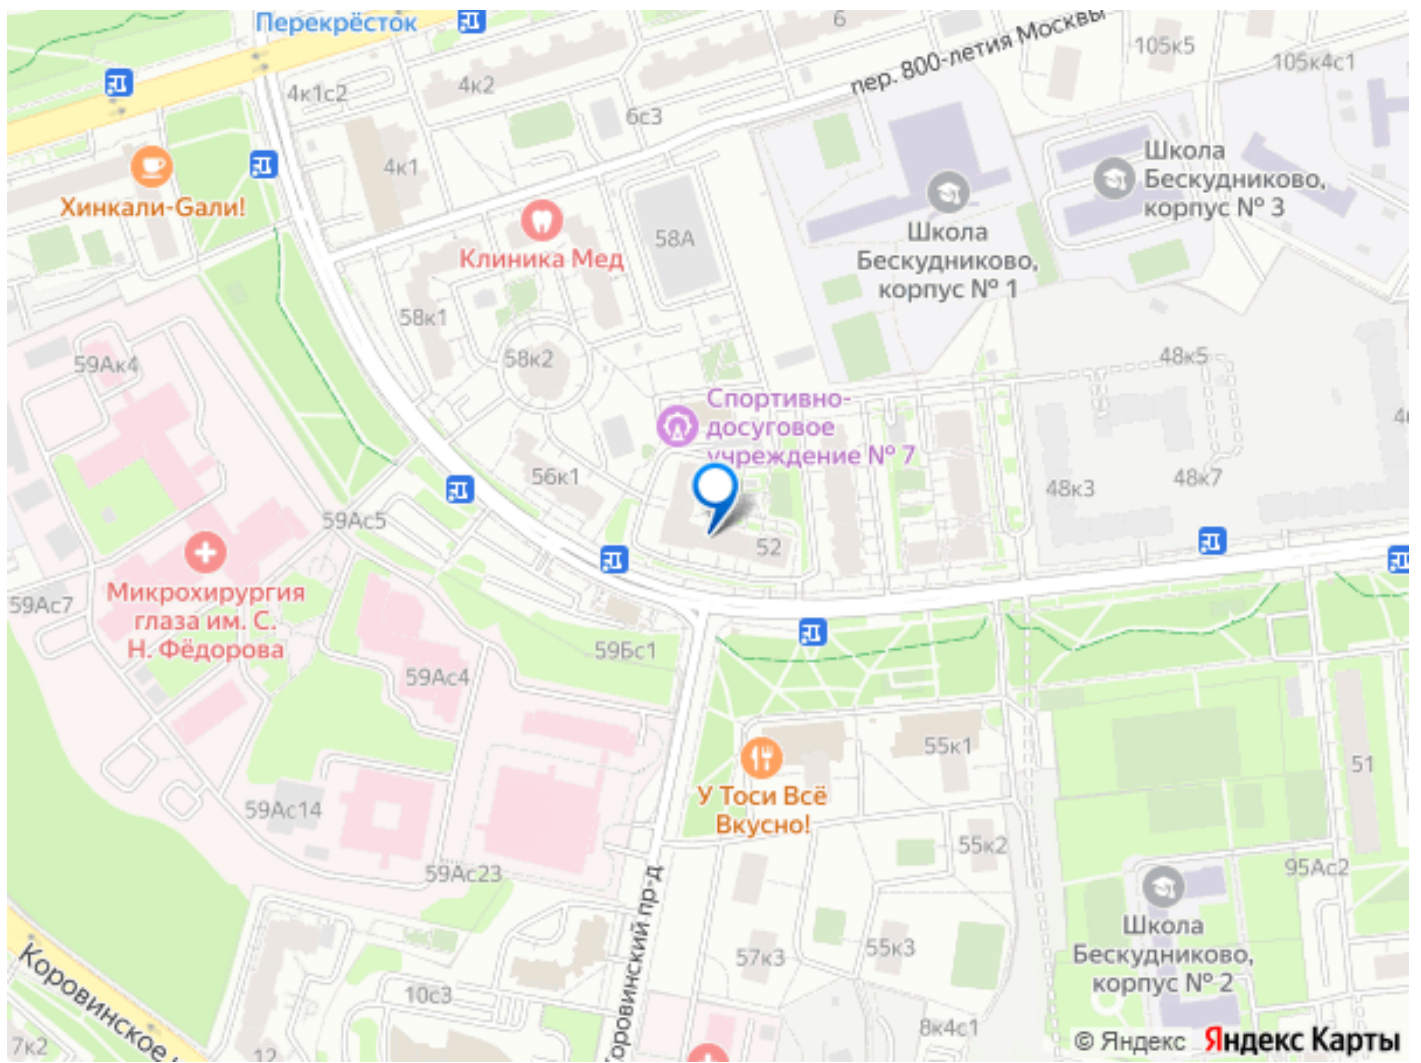 Перекрёсток
6
пер. 800-летия Москвы
105к5
105к4с1
4к1с2
4к2
6с3
4к1
Школа
Бескудниково,
корпус № 3
Хинкали-Gали!
Клиника Мед
58А
Школа
Бескудниково,
корпус № 1
58к1
58к2
59Ак4
48к5
Спортивно-
досуговое
учреждение № 7
56к1
48к3
48к7
59Ас5
52
59Ас7
Микрохирургия
глаза им. С.
Н. Фёдорова
59Бс1
59Ас4
55к1
51
У Тоси Всё
Вкусно!
59Ас14
55к2
59Ас23
95Ас2
Школа
Бескудниково,
корпус № 2
57к3
55к3
Коровинский пр-д
Коровинское
10с3
8к4с1
7к2
12
© Яндекс Яндекс Карты